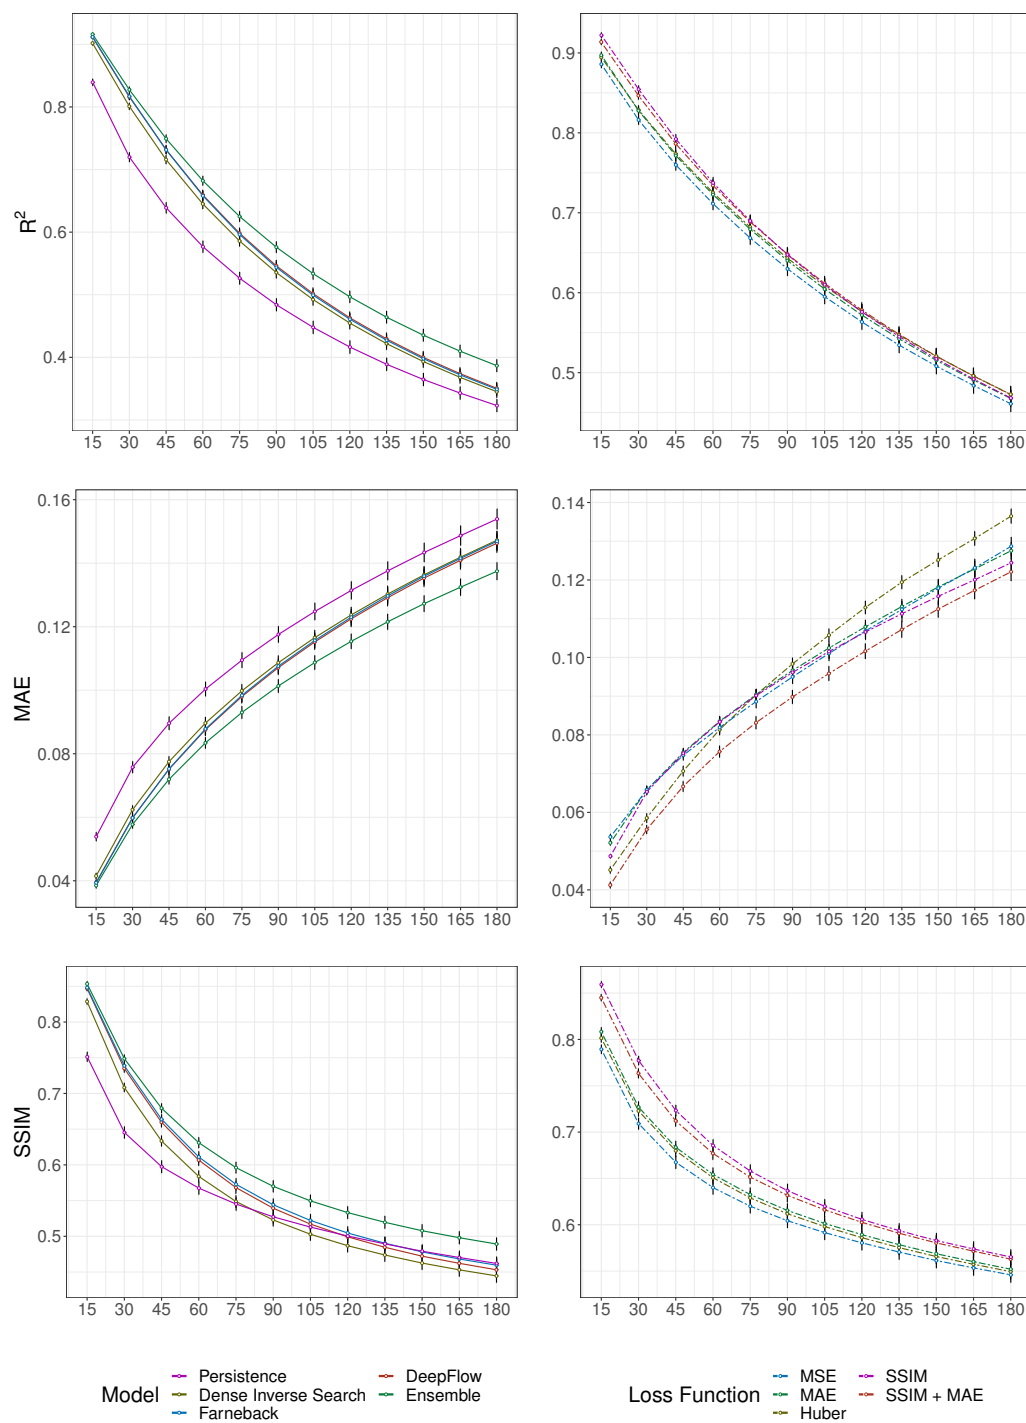 0.8
0.6
0.4
R²
15 30 45 60 75 90 105 120 135 150 165 180
0.9
0.8
0.7
0.6
0.5
15 30 45 60 75 90 105 120 135 150 165 180
0.16
0.12
0.08
0.04
MAE
15 30 45 60 75 90 105 120 135 150 165 180
0.14
0.12
0.10
0.08
0.06
0.04
15 30 45 60 75 90 105 120 135 150 165 180
0.8
0.7
0.6
0.5
SSIM
15 30 45 60 75 90 105 120 135 150 165 180
0.8
0.7
0.6
15 30 45 60 75 90 105 120 135 150 165 180
Model
Persistence
Dense Inverse Search
Farneback
DeepFlow
Ensemble
Loss Function
MSE
MAE
Huber
SSIM
SSIM + MAE